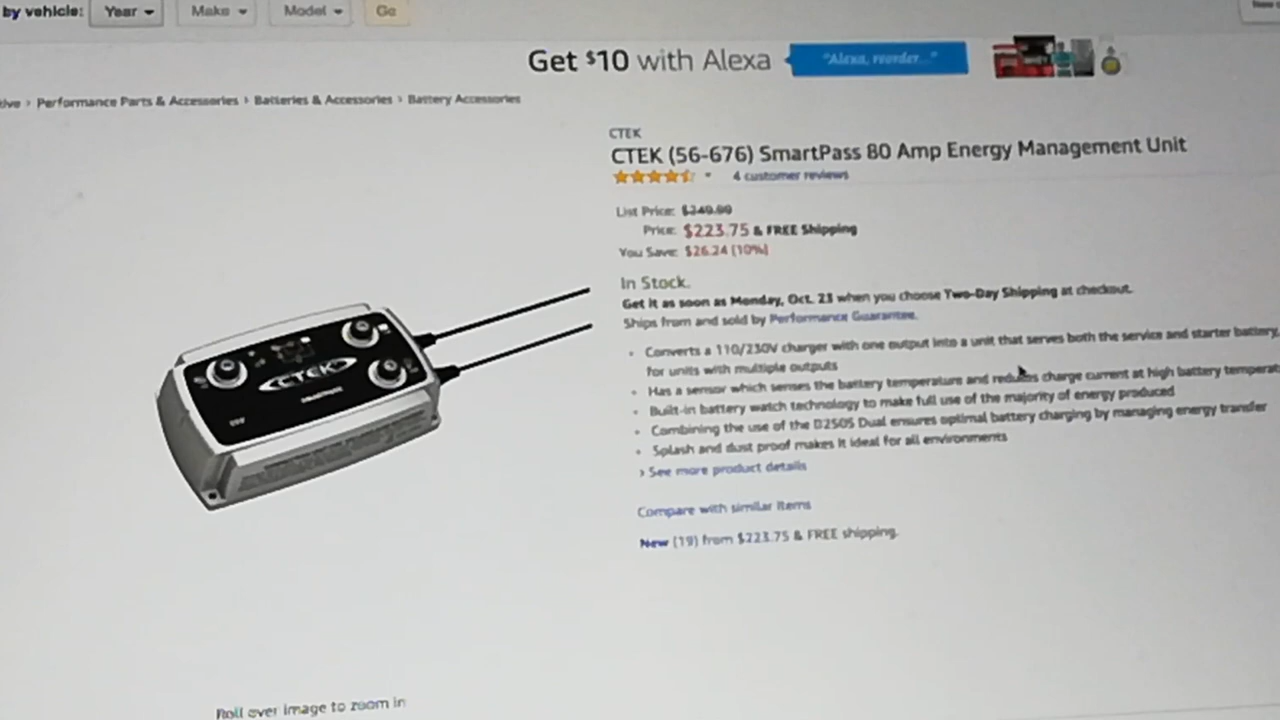 by vehicle: Year Make Model Go
Get $10 with Alexa "Alexa, reorder..."
Performance Parts & Accessories › Batteries & Accessories › Battery Accessories
CTEK
CTEK (56-676) SmartPass 80 Amp Energy Management Unit
4 customer reviews
List Price: $249.99
Price: $223.75 & FREE Shipping
You Save: $26.24 (10%)
In Stock.
Get it as soon as Monday, Oct. 23 when you choose Two-Day Shipping at checkout.
Ships from and sold by Performance Guarantee.
Converts a 110/230V charger with one output into a unit that serves both the service and starter battery,
for units with multiple outputs
Has a sensor which senses the battery temperature and reduces charge current at high battery
Built-in battery watch technology to make full use of the majority of energy produced
Combining the use of the D250S Dual ensures optimal battery charging by managing energy transfer
Splash and dust proof makes it ideal for all environments
› See more product details
Compare with similar items
New (19) from $223.75 & FREE shipping.
CTEK
Roll over image to zoom in